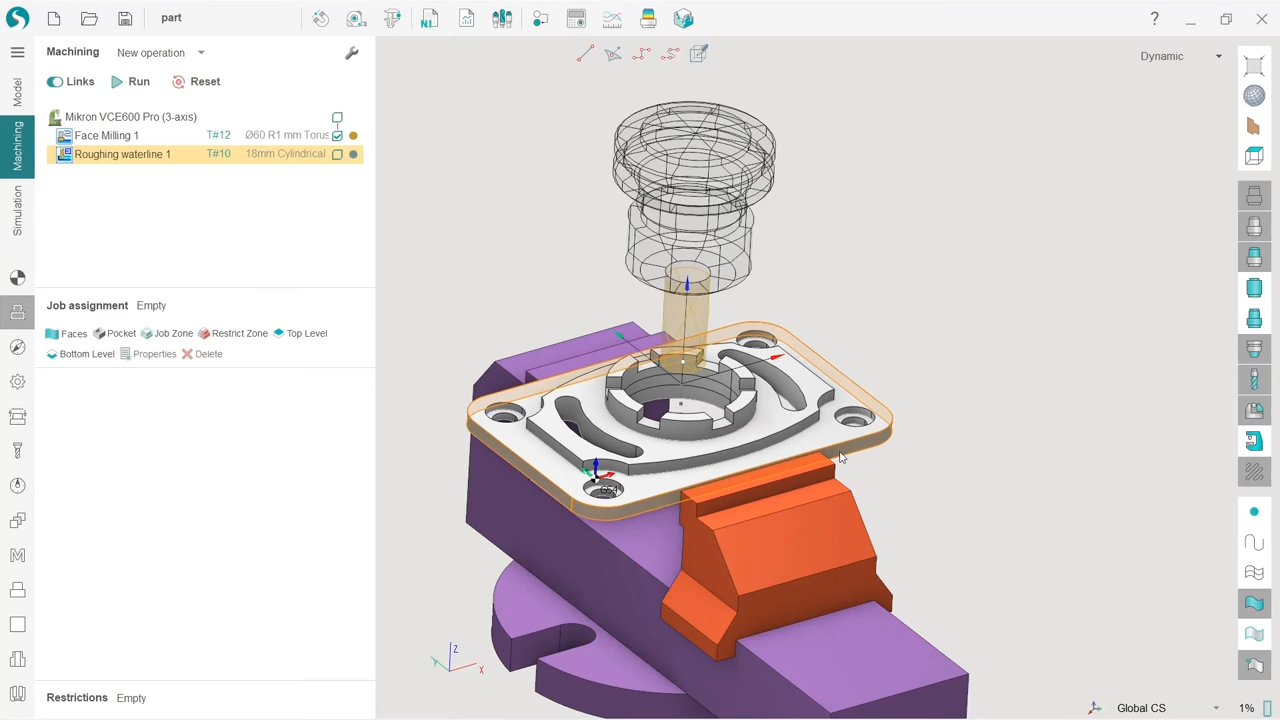 part
N.I.
?
Machining New operation
Links Run Reset
Mikron VCE600 Pro (3-axis)
Face Milling 1 T#12 Ø60 R1 mm Torus
Roughing waterline 1 T#10 18mm Cylindrical
Model
Machining
Simulation
Job assignment Empty
Faces Pocket Job Zone Restrict Zone Top Level
Bottom Level Properties Delete
Restrictions Empty
Dynamic
G54
Z
Y
X
Global CS 1%